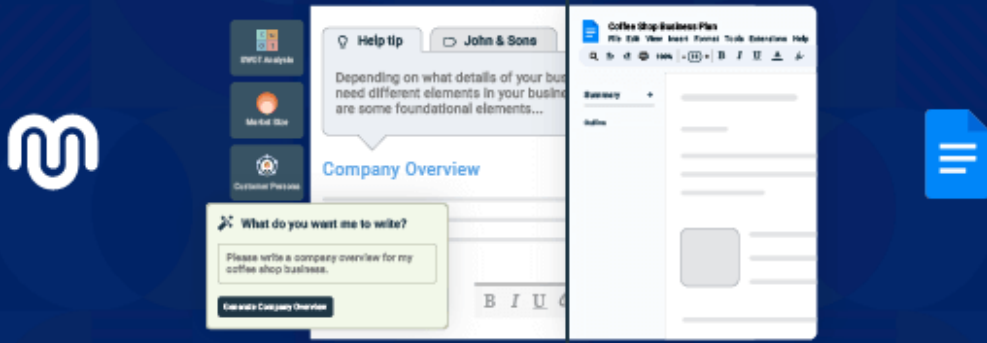 SWOT Analysis
Market Size
Customer Persona
Help tip
John & Sons
Depending on what details of your bus
need different elements in your busine
are some foundational elements...
Company Overview
What do you want me to write?
Please write a company overview for my
coffee shop business.
Generate Company Overview
B I U
Coffee Shop Business Plan
File Edit View Insert Format Tools Extensions Help
100% - 11 + B I U A
Summary +
Outline